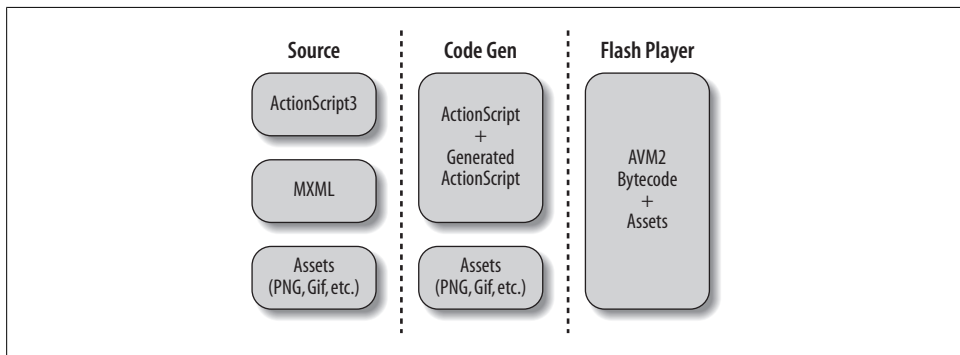 Source
ActionScript3
MXML
Assets
(PNG, Gif, etc.)
Code Gen
ActionScript
+
Generated
ActionScript
Assets
(PNG, Gif, etc.)
Flash Player
AVM2
Bytecode
+
Assets